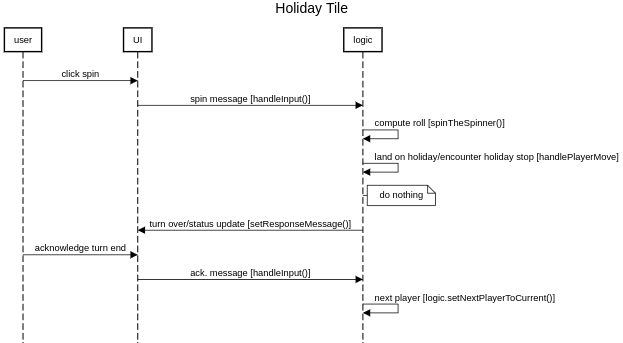 Holiday Tile
user UI logic
click spin
spin message [handleInput()]
compute roll [spinTheSpinner()]
land on holiday/encounter holiday stop [handlePlayerMove]
do nothing
turn over/status update [setResponseMessage()]
acknowledge turn end
ack. message [handleInput()]
next player [logic.setNextPlayerToCurrent()]